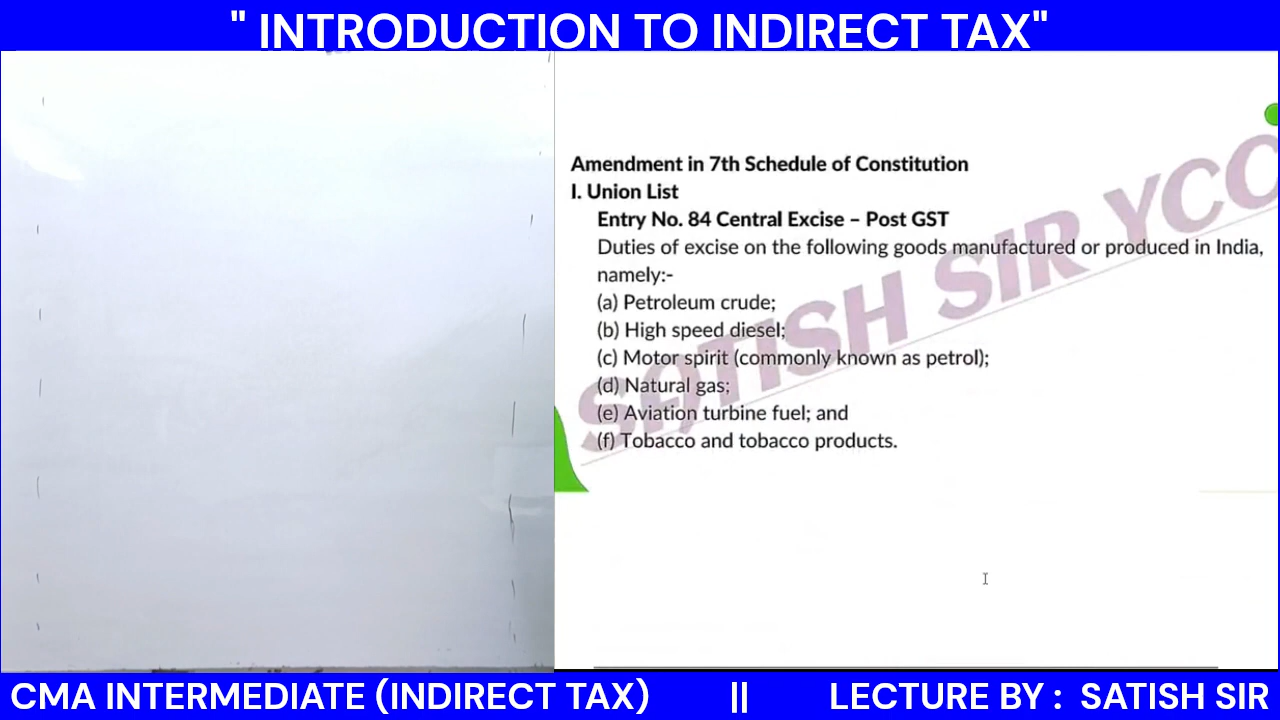 " INTRODUCTION TO INDIRECT TAX"
Amendment in 7th Schedule of Constitution
I. Union List
Entry No. 84 Central Excise – Post GST
Duties of excise on the following goods manufactured or produced in India,
namely:-
(a) Petroleum crude;
(b) High speed diesel;
(c) Motor spirit (commonly known as petrol);
(d) Natural gas;
(e) Aviation turbine fuel; and
(f) Tobacco and tobacco products.
SATISH SIR
CMA INTERMEDIATE (INDIRECT TAX) || LECTURE BY : SATISH SIR